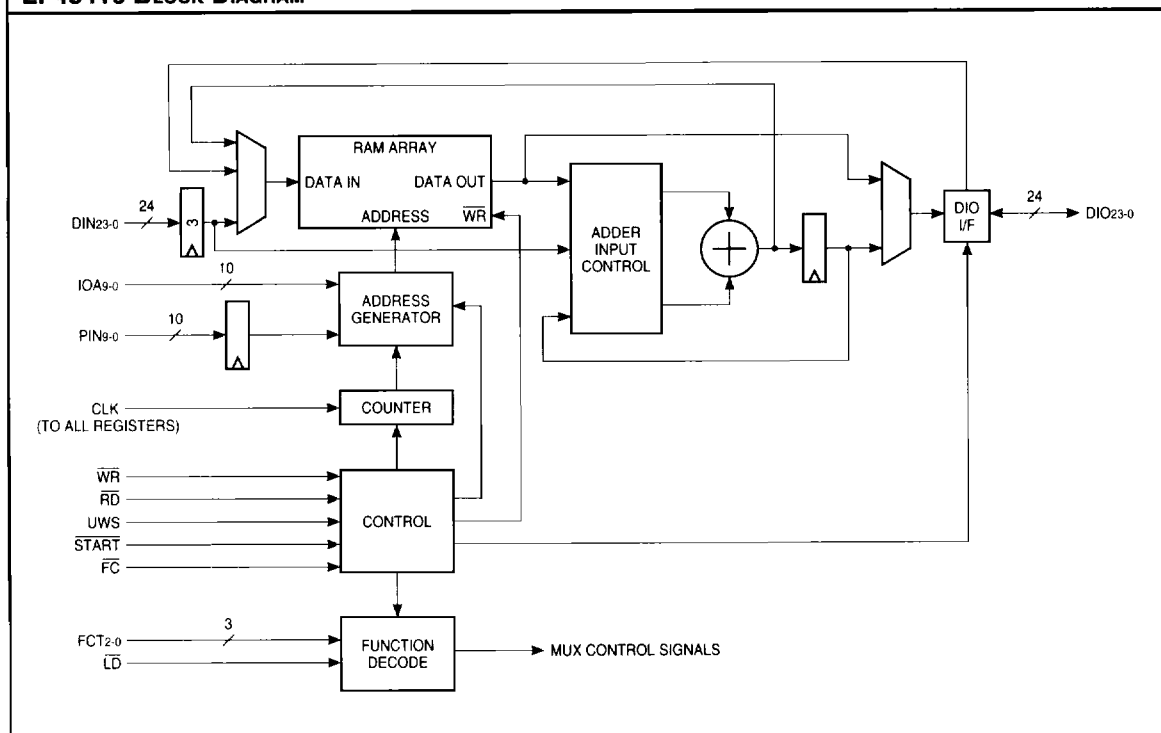 BLOCK DIAGRAM
RAM ARRAY
DATA IN
DATA OUT
ADDRESS
WR
DIN23-0
24
3
IOA9-0
10
PIN9-0
10
ADDRESS
GENERATOR
ADDER
INPUT
CONTROL
+
DIO
I/F
24
DIO23-0
CLK
(TO ALL REGISTERS)
COUNTER
WR
RD
UWS
START
FC
CONTROL
FCT2-0
3
LD
FUNCTION
DECODE
MUX CONTROL SIGNALS